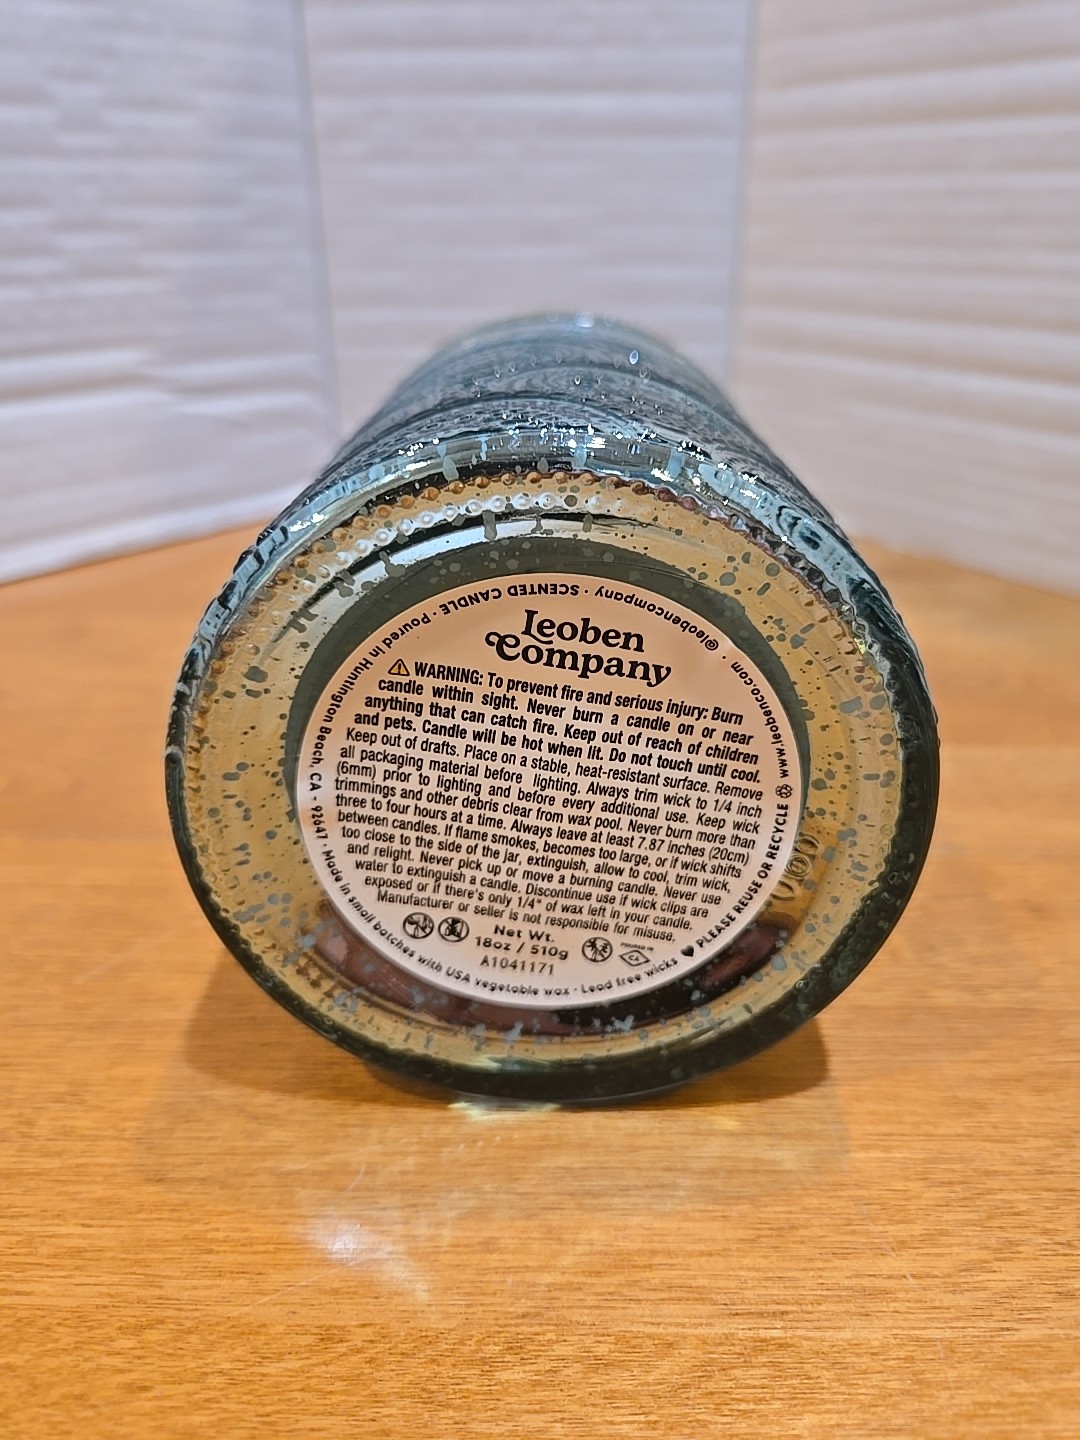 Leoben
Company
⚠ WARNING: To prevent fire and serious injury: Burn
candle within sight. Never burn a candle on or near
anything that can catch fire. Keep out of reach of children
and pets. Candle will be hot when lit. Do not touch until cool.
Keep out of drafts. Place on a stable, heat-resistant surface. Remove
all packaging material before lighting. Always trim wick to 1/4 inch
(6mm) prior to lighting and before every additional use. Keep wick
trimmings and other debris clear from wax pool. Never burn more than
three to four hours at a time. Always leave at least 7.87 inches (20cm)
between candles. If flame smokes, becomes too large, or if wick shifts
too close to the side of the jar, extinguish, allow to cool, trim wick,
and relight. Never pick up or move a burning candle. Never use
water to extinguish a candle. Discontinue use if wick clips are
exposed or if there's only 1/4" of wax left in your candle.
Manufacturer or seller is not responsible for misuse.
Net Wt.
18oz / 510g
A1041171
POURED IN
CA
@leobencompany · SCENTED CANDLE · Poured in Huntington Beach, CA - 92647 · Made in small batches with USA vegetable wax · Lead free wicks ♥ PLEASE REUSE OR RECYCLE www.leobenco.com ·